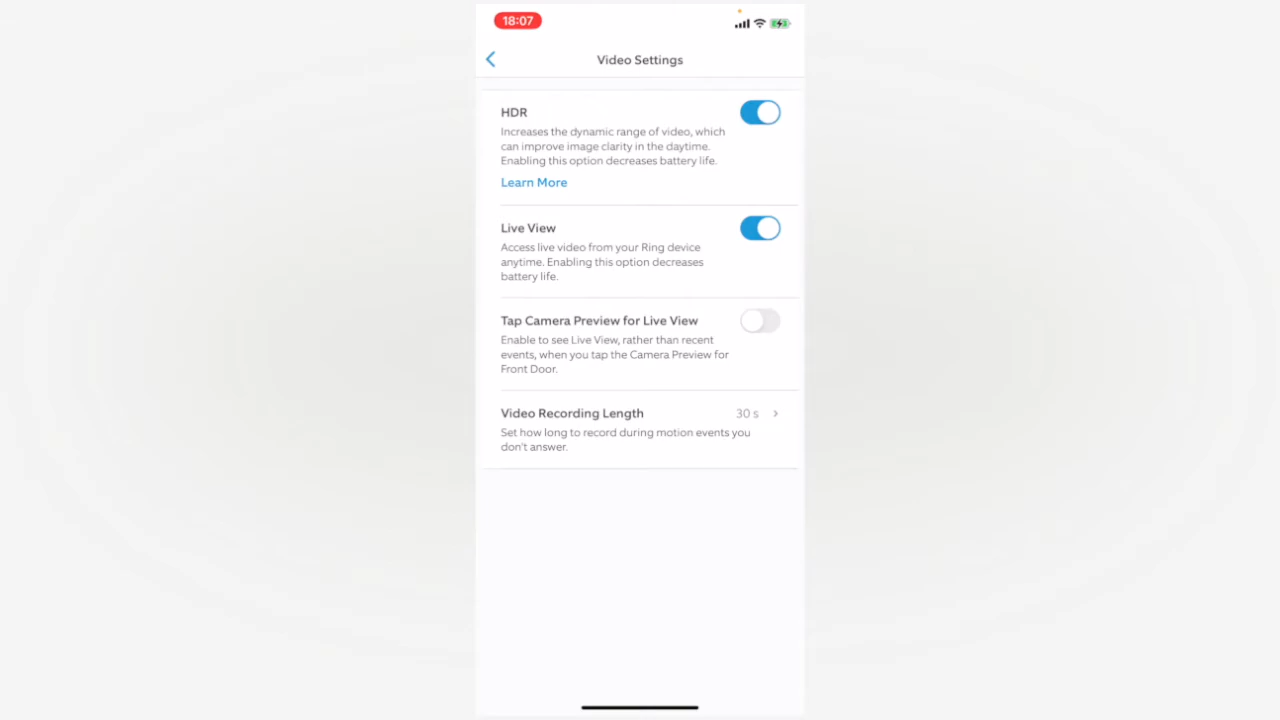 18:07
Video Settings
HDR
Increases the dynamic range of video, which
can improve image clarity in the daytime.
Enabling this option decreases battery life.
Learn More
Live View
Access live video from your Ring device
anytime. Enabling this option decreases
battery life.
Tap Camera Preview for Live View
Enable to see Live View, rather than recent
events, when you tap the Camera Preview for
Front Door.
Video Recording Length 30 s
Set how long to record during motion events you
don't answer.